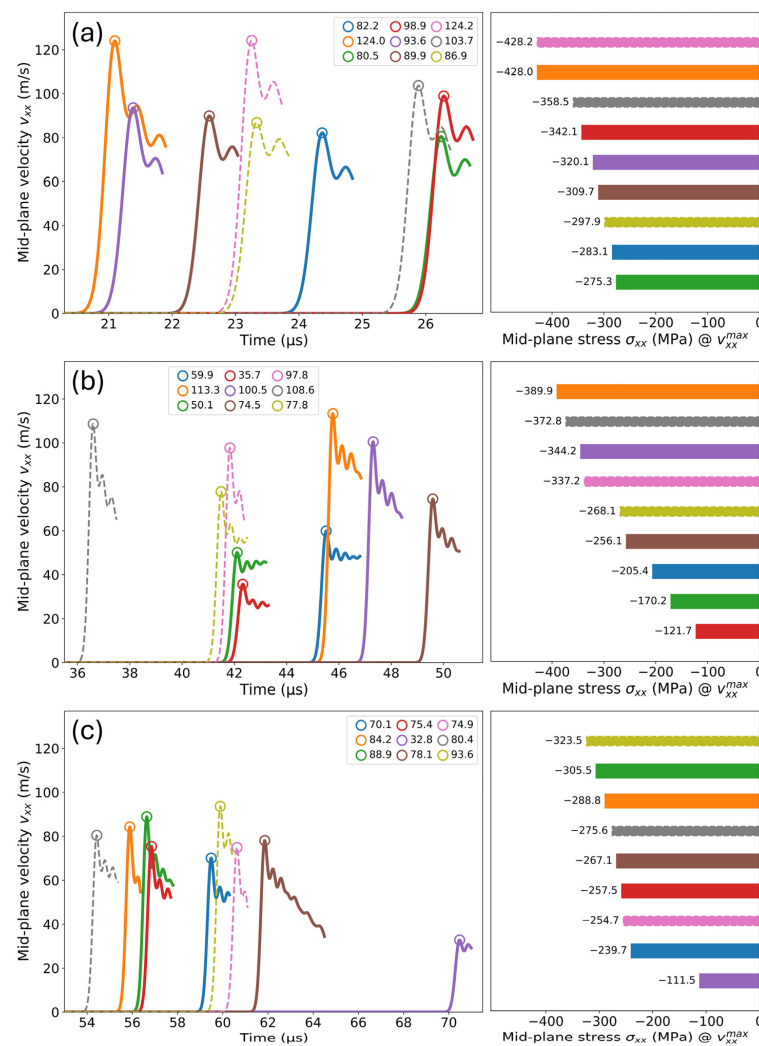 (a)
82.2 98.9 124.2
124.0 93.6 103.7
80.5 89.9 86.9
Mid-plane velocity vₓₓ (m/s)
120
100
80
60
40
20
0
21 22 23 24 25 26
Time (μs)
−428.2
−428.0
−358.5
−342.1
−320.1
−309.7
−297.9
−283.1
−275.3
−400 −300 −200 −100 0
Mid-plane stress σₓₓ (MPa) @ vₓₓᵐᵃˣ
(b)
59.9 35.7 97.8
113.3 100.5 108.6
50.1 74.5 77.8
Mid-plane velocity vₓₓ (m/s)
120
100
80
60
40
20
0
36 38 40 42 44 46 48 50
Time (μs)
−389.9
−372.8
−344.2
−337.2
−268.1
−256.1
−205.4
−170.2
−121.7
−500 −400 −300 −200 −100 0
Mid-plane stress σₓₓ (MPa) @ vₓₓᵐᵃˣ
(c)
70.1 75.4 74.9
84.2 32.8 80.4
88.9 78.1 93.6
Mid-plane velocity vₓₓ (m/s)
120
100
80
60
40
20
0
54 56 58 60 62 64 66 68 70
Time (μs)
−323.5
−305.5
−288.8
−275.6
−267.1
−257.5
−254.7
−239.7
−111.5
−500 −400 −300 −200 −100 0
Mid-plane stress σₓₓ (MPa) @ vₓₓᵐᵃˣ